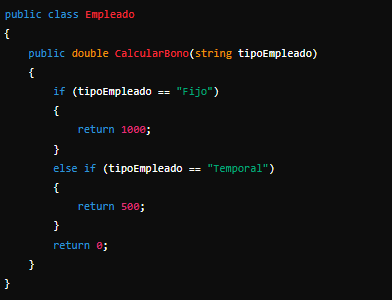 public class Empleado
{
    public double CalcularBono(string tipoEmpleado)
    {
        if (tipoEmpleado == "Fijo")
        {
            return 1000;
        }
        else if (tipoEmpleado == "Temporal")
        {
            return 500;
        }
        return 0;
    }
}